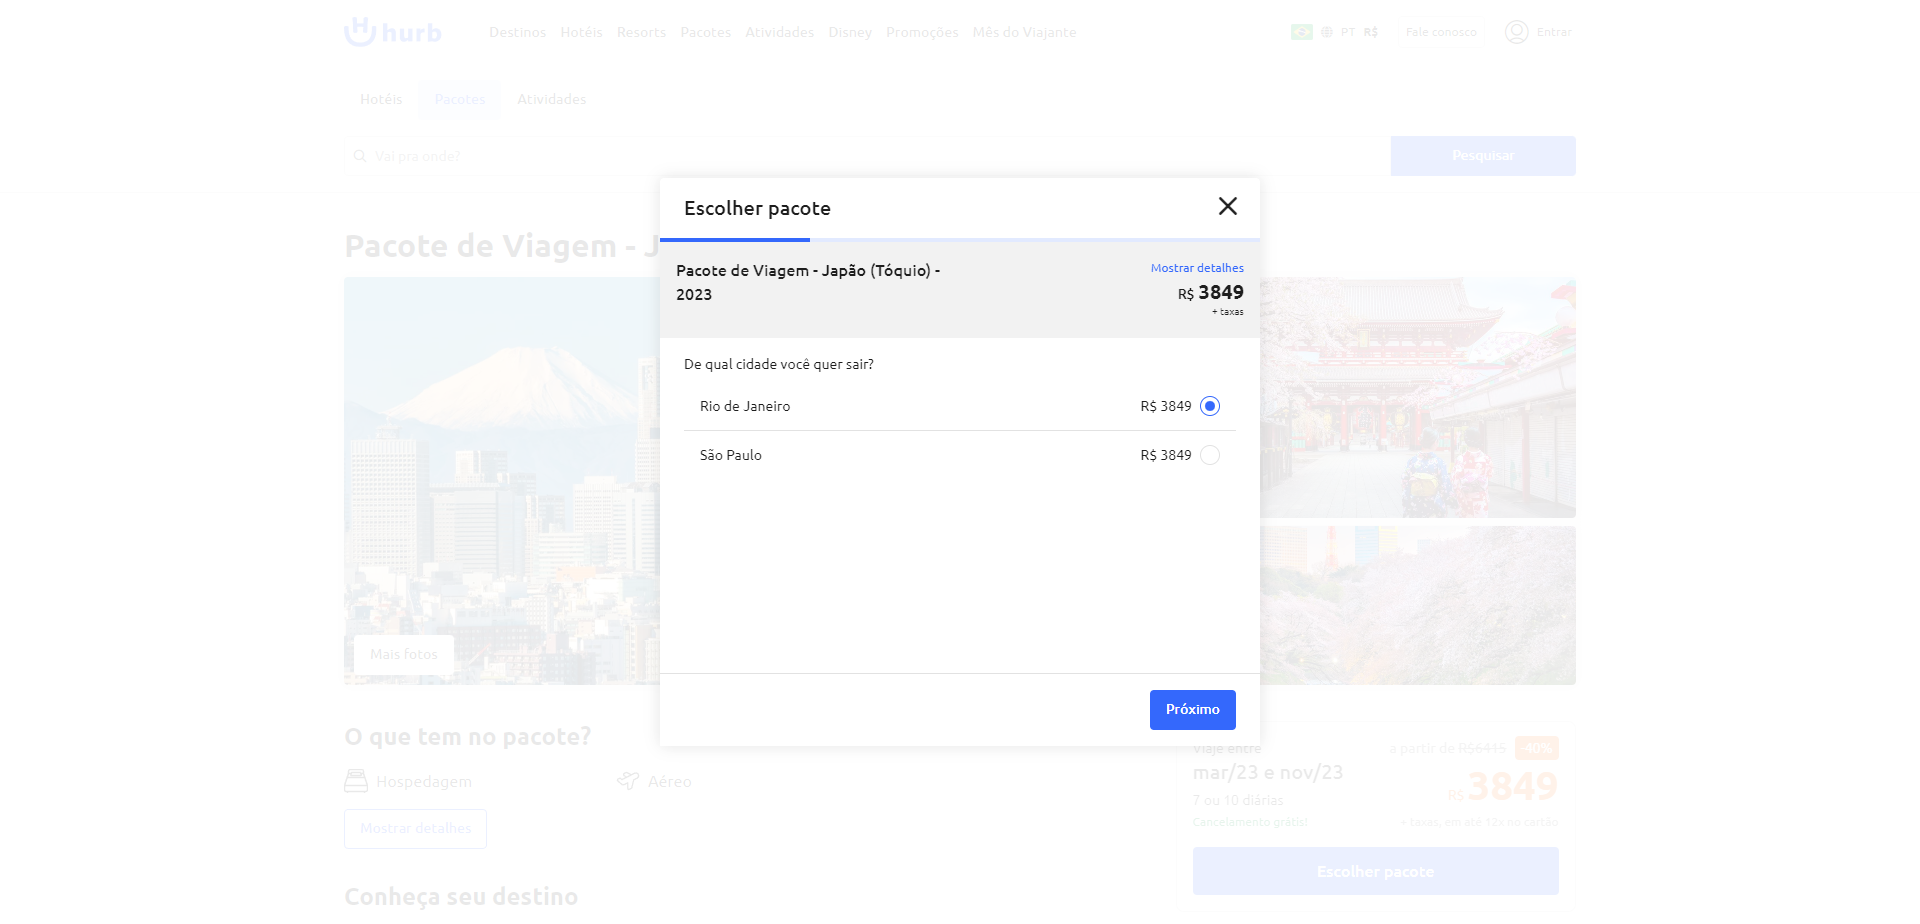 hurb
Destinos Hotéis Resorts Pacotes Atividades Disney Promoções Mês do Viajante
PT R$ Fale conosco Entrar
Hotéis Pacotes Atividades
Vai pra onde?
Pesquisar
Pacote de Viagem - J
Escolher pacote
Pacote de Viagem - Japão (Tóquio) -
2023
Mostrar detalhes
R$ 3849
+ taxas
De qual cidade você quer sair?
Rio de Janeiro R$ 3849
São Paulo R$ 3849
Próximo
Mais fotos
O que tem no pacote?
Hospedagem Aéreo
Mostrar detalhes
Conheça seu destino
Viaje entre
mar/23 e nov/23
7 ou 10 diárias
Cancelamento grátis!
a partir de R$6415 -40%
R$ 3849
+ taxas, em até 12x no cartão
Escolher pacote